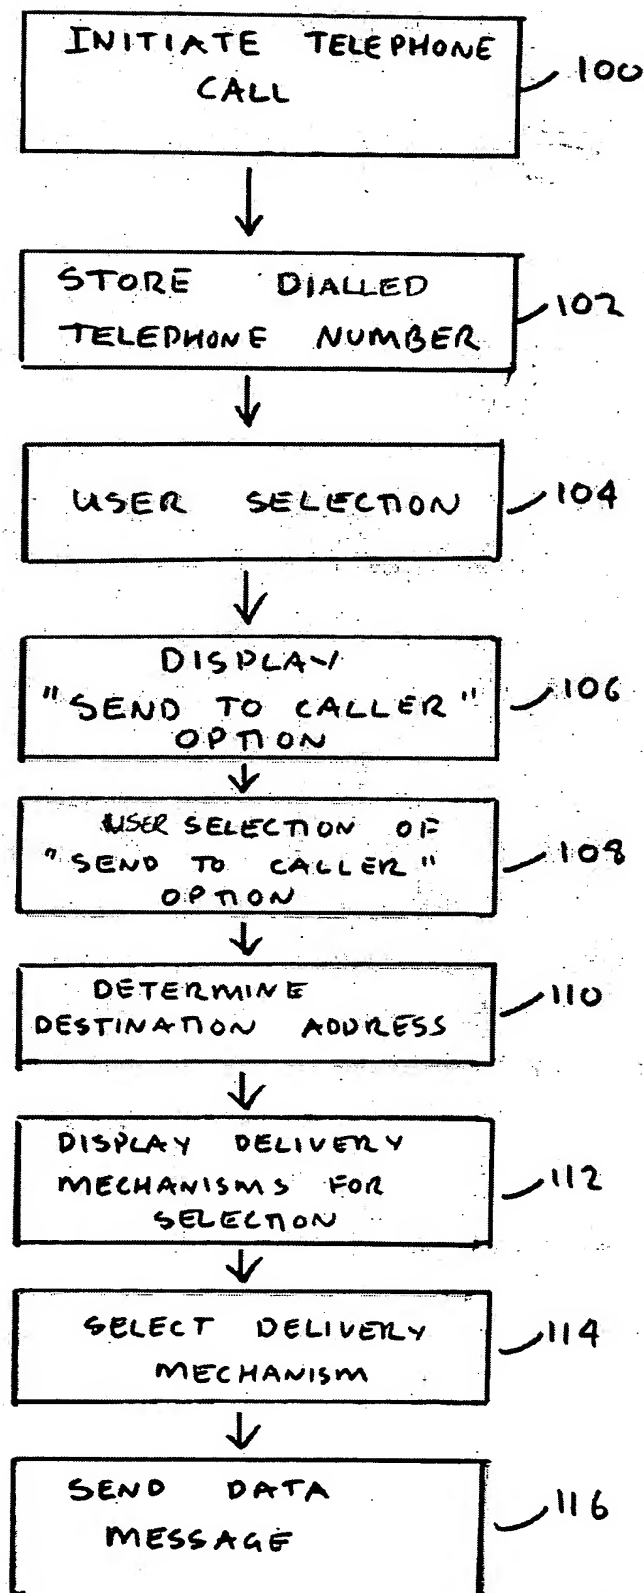 INITIATE TELEPHONE
CALL
100
STORE DIALLED
TELEPHONE NUMBER
102
USER SELECTION
104
DISPLAY
"SEND TO CALLER"
OPTION
106
USER SELECTION OF
"SEND TO CALLER"
OPTION
108
DETERMINE
DESTINATION ADDRESS
110
DISPLAY DELIVERY
MECHANISMS FOR
SELECTION
112
SELECT DELIVERY
MECHANISM
114
SEND DATA
MESSAGE
116